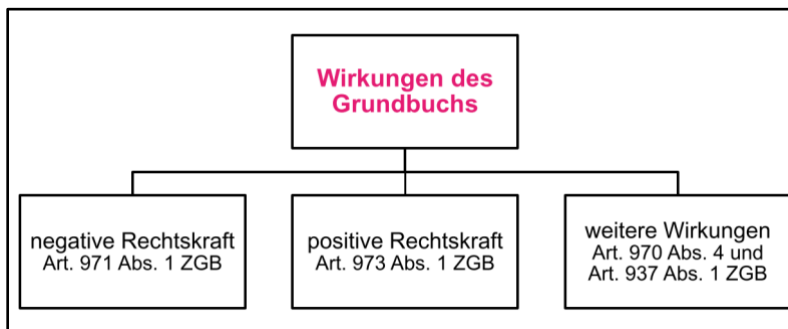 Wirkungen des
Grundbuchs
negative Rechtskraft
Art. 971 Abs. 1 ZGB
positive Rechtskraft
Art. 973 Abs. 1 ZGB
weitere Wirkungen
Art. 970 Abs. 4 und
Art. 937 Abs. 1 ZGB